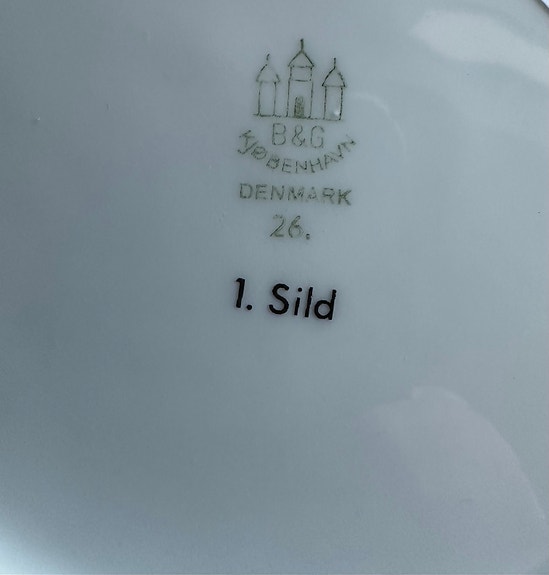 B&G
KJØBENHAVN
DENMARK
26.
1. Sild